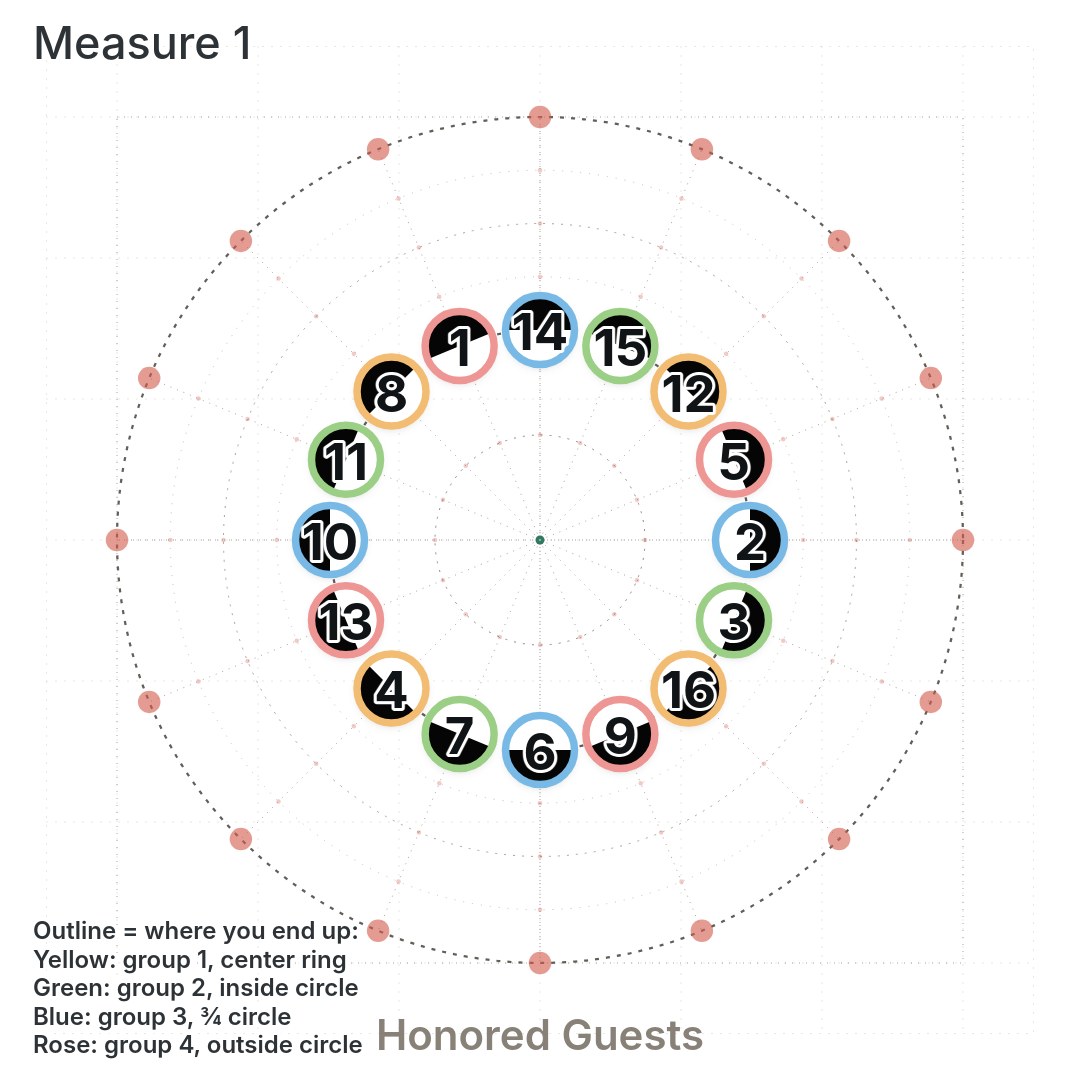 Measure 1
14
1
15
8
12
11
5
10
2
13
3
4
16
7
9
6
Outline = where you end up:
Yellow: group 1, center ring
Green: group 2, inside circle
Blue: group 3, ¾ circle
Rose: group 4, outside circle
Honored Guests